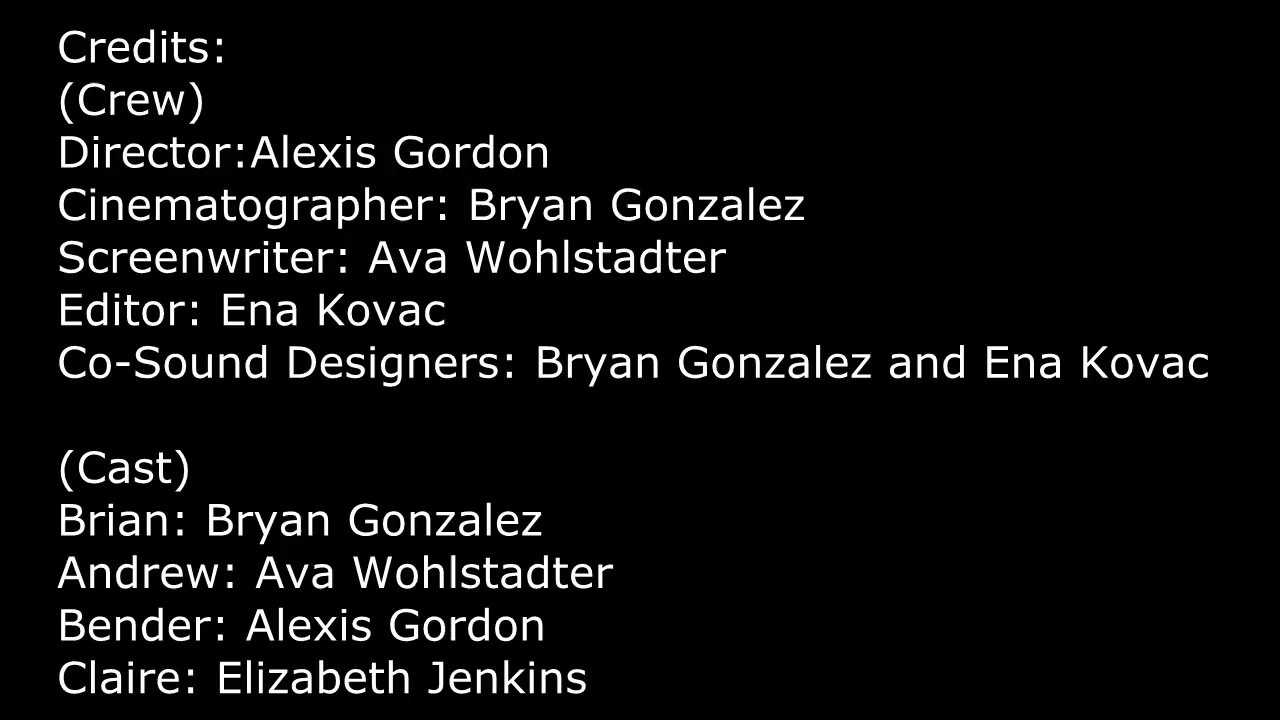 Credits:
(Crew)
Director:Alexis Gordon
Cinematographer: Bryan Gonzalez
Screenwriter: Ava Wohlstadter
Editor: Ena Kovac
Co-Sound Designers: Bryan Gonzalez and Ena Kovac
(Cast)
Brian: Bryan Gonzalez
Andrew: Ava Wohlstadter
Bender: Alexis Gordon
Claire: Elizabeth Jenkins